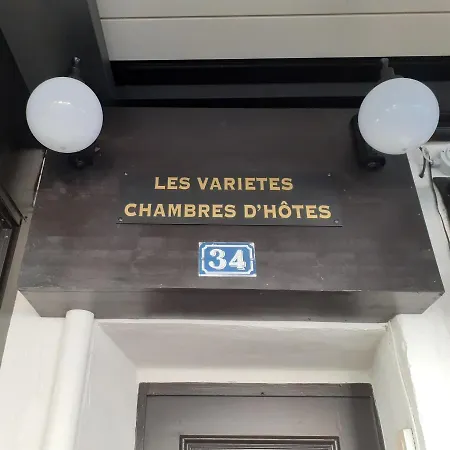 LES VARIETES
CHAMBRES D'HÔTES
34